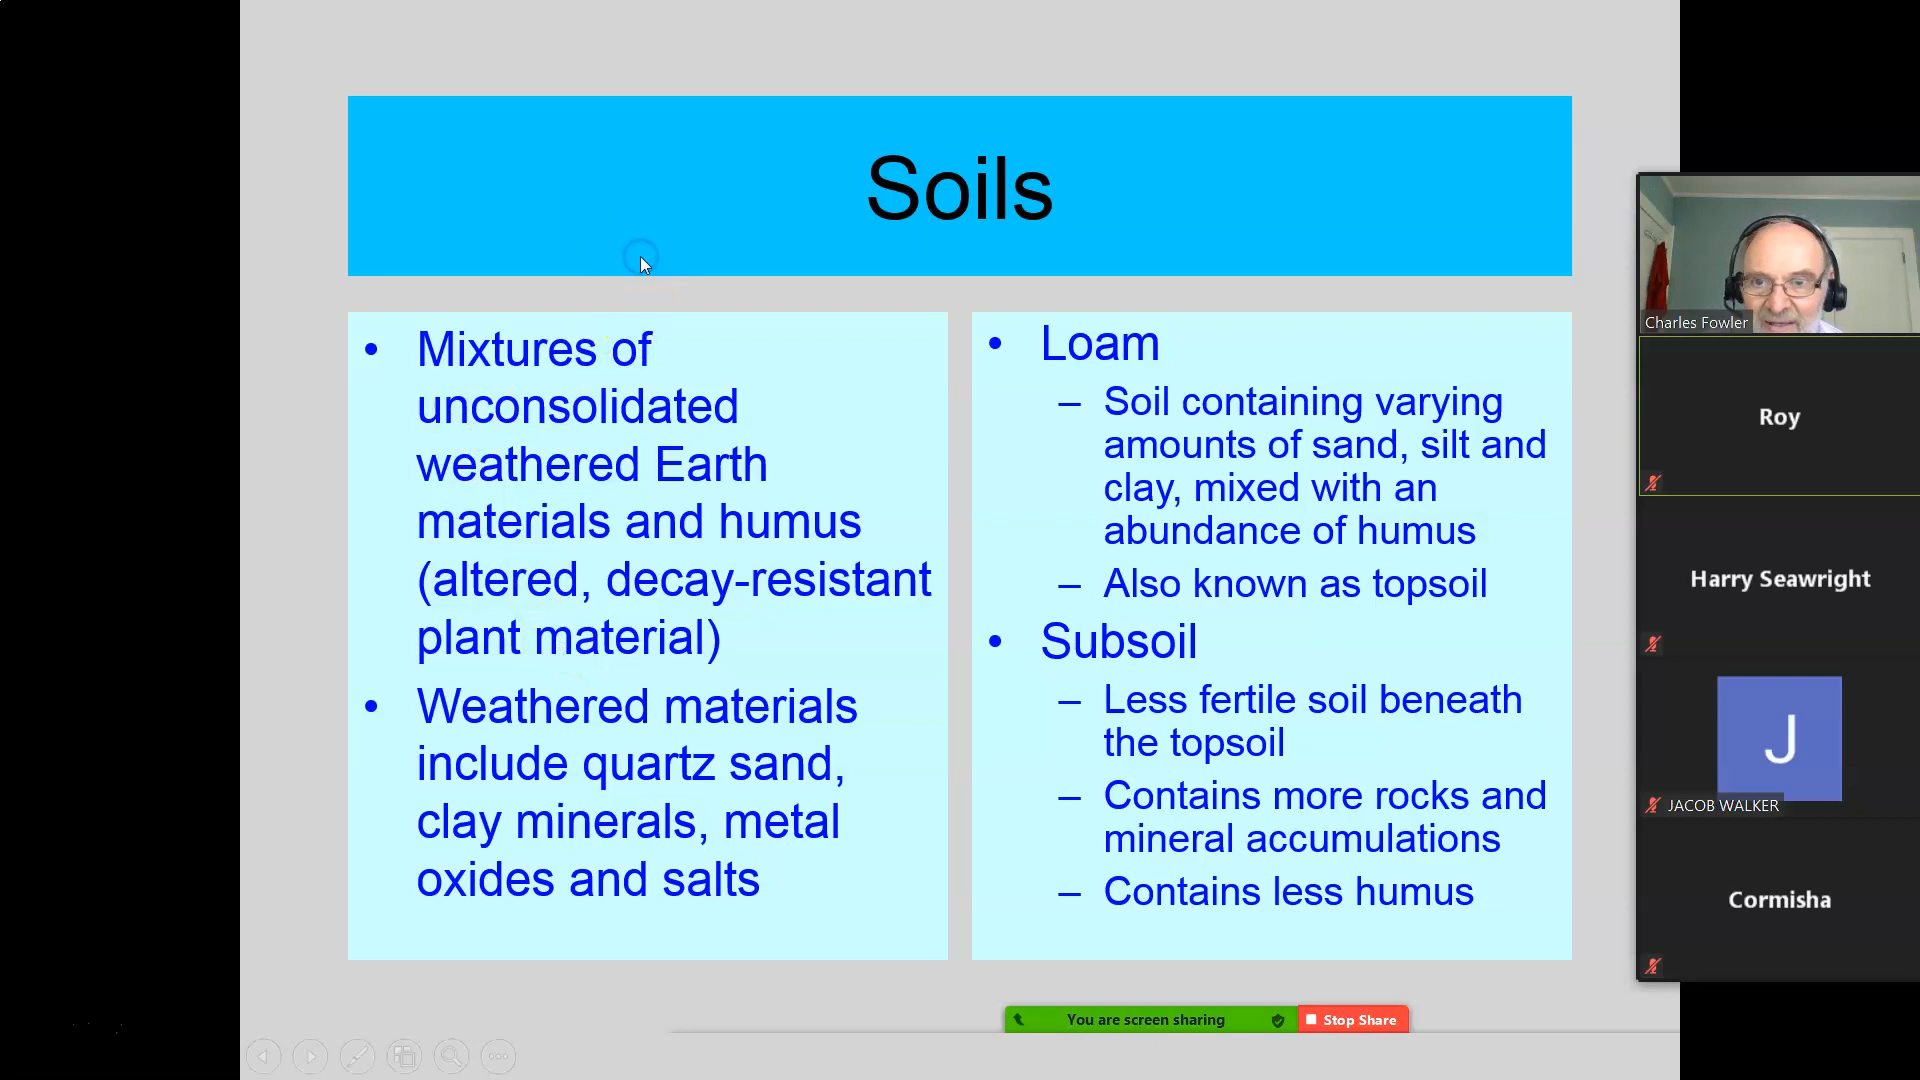 Soils
• Mixtures of
unconsolidated
weathered Earth
materials and humus
(altered, decay-resistant
plant material)
• Weathered materials
include quartz sand,
clay minerals, metal
oxides and salts
• Loam
– Soil containing varying
amounts of sand, silt and
clay, mixed with an
abundance of humus
– Also known as topsoil
• Subsoil
– Less fertile soil beneath
the topsoil
– Contains more rocks and
mineral accumulations
– Contains less humus
Charles Fowler
Roy
Harry Seawright
J
JACOB WALKER
Cormisha
You are screen sharing
Stop Share